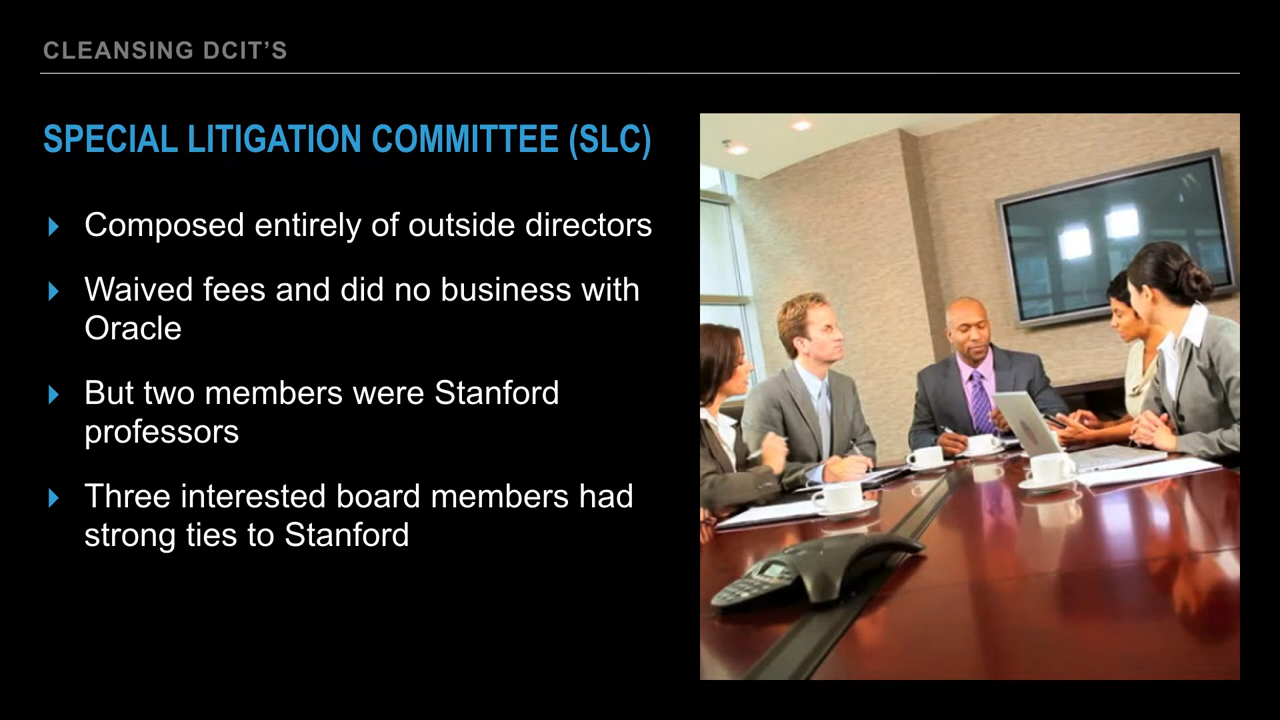 CLEANSING DCIT’S
SPECIAL LITIGATION COMMITTEE (SLC)
Composed entirely of outside directors
Waived fees and did no business with
Oracle
But two members were Stanford
professors
Three interested board members had
strong ties to Stanford